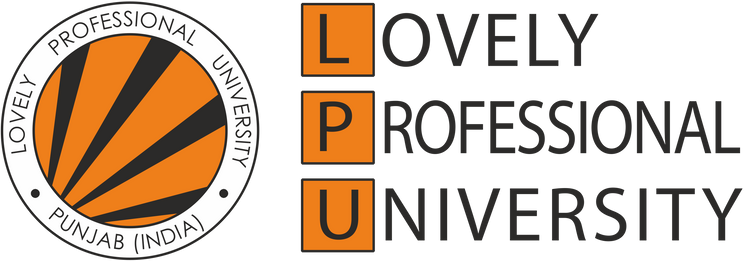 LOVELY PROFESSIONAL UNIVERSITY
• PUNJAB (INDIA) •
LOVELY
PROFESSIONAL
UNIVERSITY